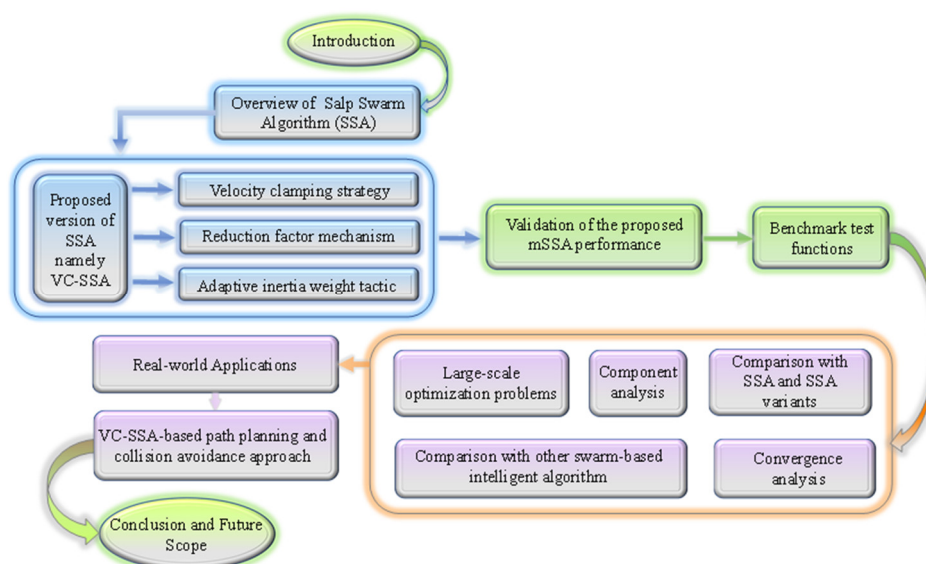 Introduction
Overview of Salp Swarm
Algorithm (SSA)
Proposed
version of
SSA
namely
VC-SSA
Velocity clamping strategy
Reduction factor mechanism
Adaptive inertia weight tactic
Validation of the proposed
mSSA performance
Benchmark test
functions
Large-scale
optimization problems
Component
analysis
Comparison with
SSA and SSA
variants
Comparison with other swarm-based
intelligent algorithm
Convergence
analysis
Real-world Applications
VC-SSA-based path planning and
collision avoidance approach
Conclusion and Future
Scope